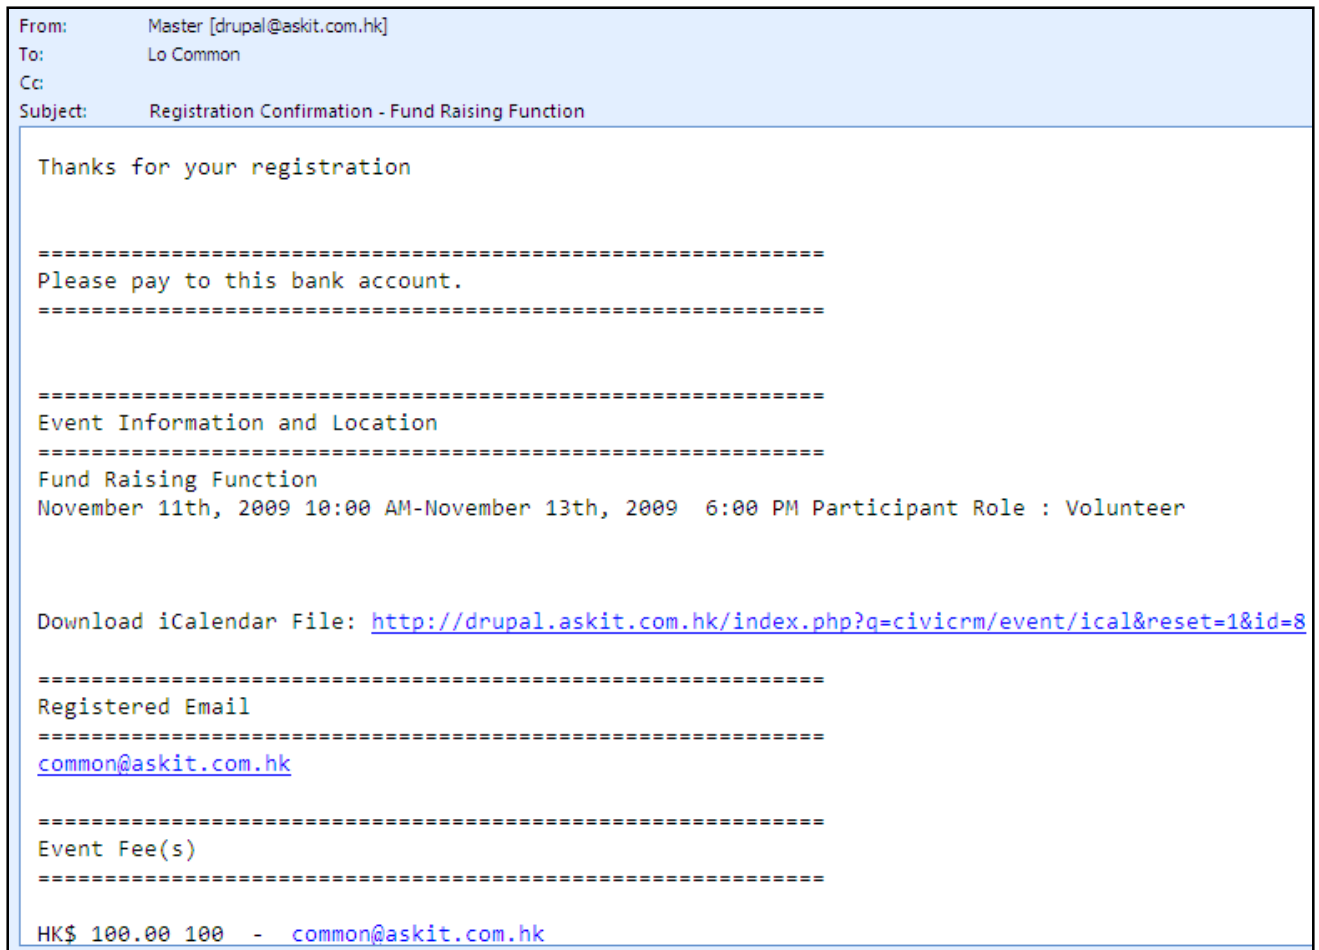 From: Master [drupal@askit.com.hk]
To: Lo Common
Cc:
Subject: Registration Confirmation - Fund Raising Function
Thanks for your registration
===========================================================
Please pay to this bank account.
===========================================================
===========================================================
Event Information and Location
===========================================================
Fund Raising Function
November 11th, 2009 10:00 AM-November 13th, 2009  6:00 PM Participant Role : Volunteer
Download iCalendar File: http://drupal.askit.com.hk/index.php?q=civicrm/event/ical&reset=1&id=8
===========================================================
Registered Email
===========================================================
common@askit.com.hk
===========================================================
Event Fee(s)
===========================================================
HK$ 100.00 100  -  common@askit.com.hk